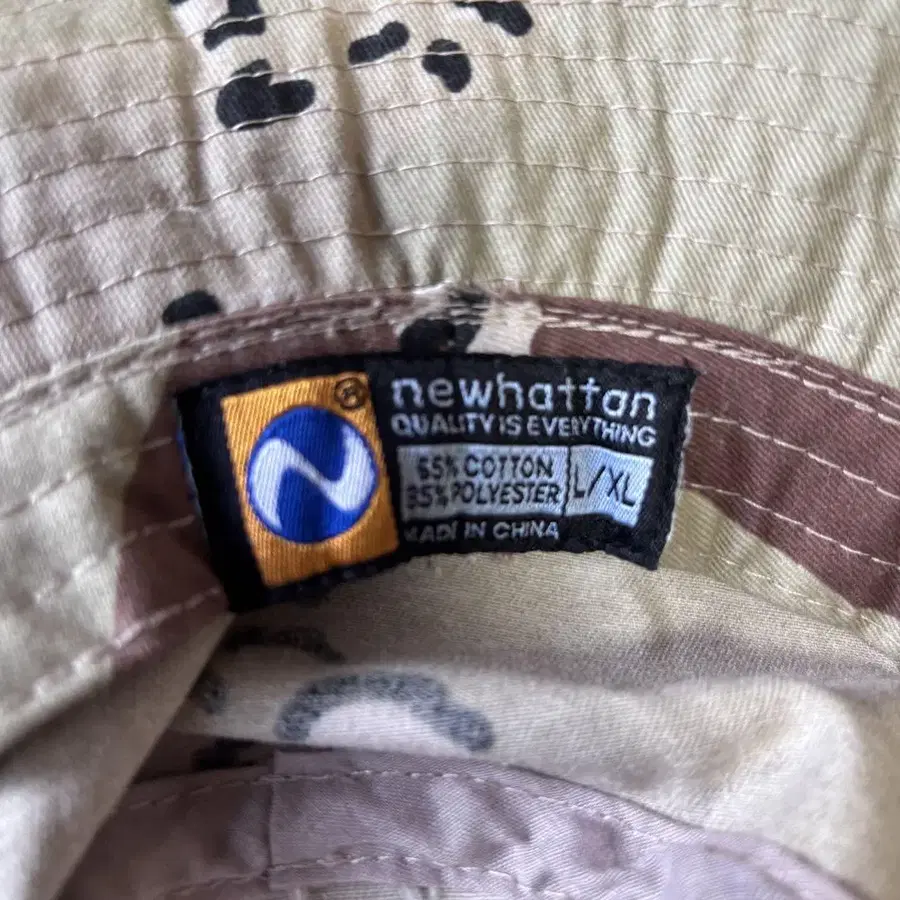 ®
newhattan
QUALITY IS EVERYTHING
65% COTTON
35% POLYESTER
L/XL
MADE IN CHINA